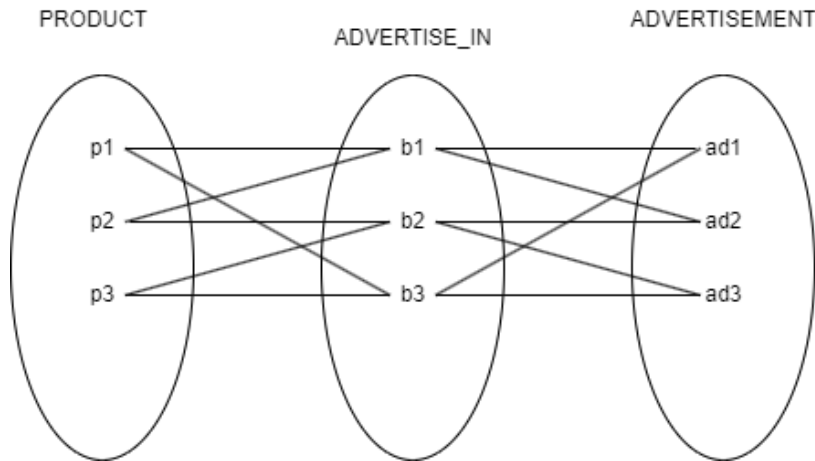 PRODUCT
ADVERTISE_IN
ADVERTISEMENT
p1
b1
ad1
p2
b2
ad2
p3
b3
ad3